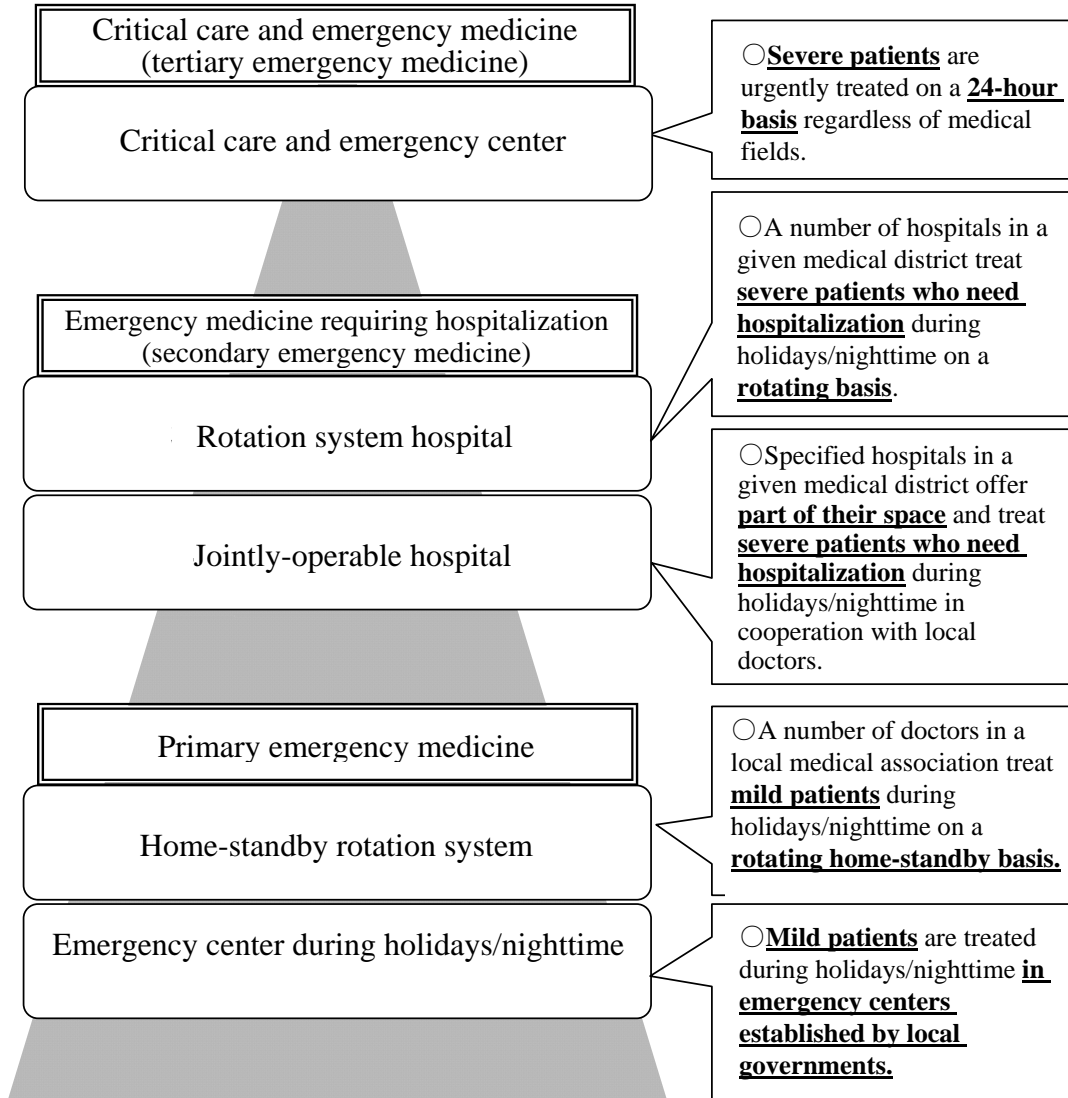 Critical care and emergency medicine
(tertiary emergency medicine)
Critical care and emergency center
○Severe patients are
urgently treated on a 24-hour
basis regardless of medical
fields.
Emergency medicine requiring hospitalization
(secondary emergency medicine)
Rotation system hospital
○A number of hospitals in a
given medical district treat
severe patients who need
hospitalization during
holidays/nighttime on a
rotating basis.
Jointly-operable hospital
○Specified hospitals in a
given medical district offer
part of their space and treat
severe patients who need
hospitalization during
holidays/nighttime in
cooperation with local
doctors.
Primary emergency medicine
Home-standby rotation system
○A number of doctors in a
local medical association treat
mild patients during
holidays/nighttime on a
rotating home-standby basis.
Emergency center during holidays/nighttime
○Mild patients are treated
during holidays/nighttime in
emergency centers
established by local
governments.